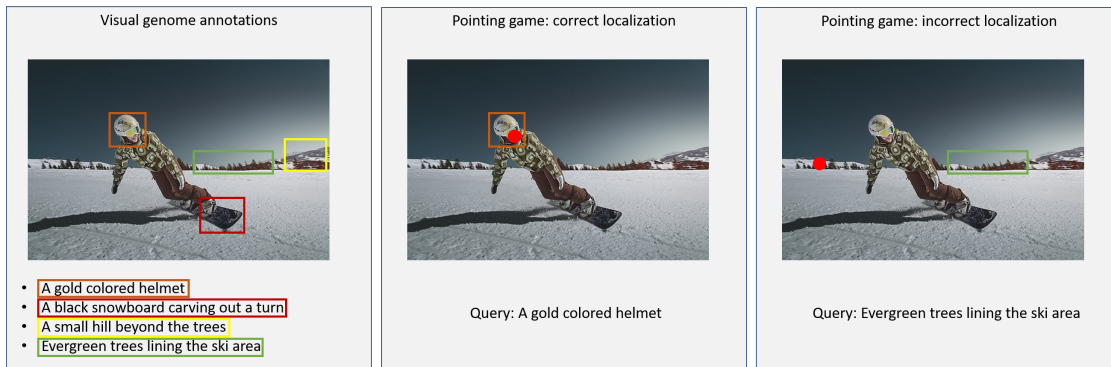 Visual genome annotations
• A gold colored helmet
• A black snowboard carving out a turn
• A small hill beyond the trees
• Evergreen trees lining the ski area
Pointing game: correct localization
Query: A gold colored helmet
Pointing game: incorrect localization
Query: Evergreen trees lining the ski area